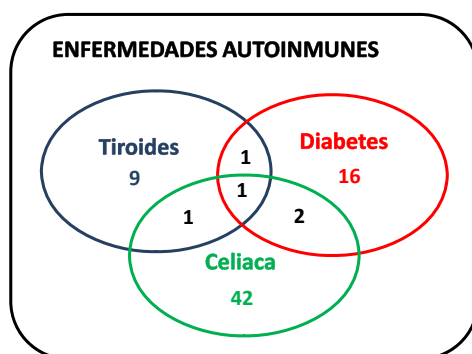 ENFERMEDADES AUTOINMUNES
Tiroides
9
Diabetes
16
1
1
1
2
Celiaca
42